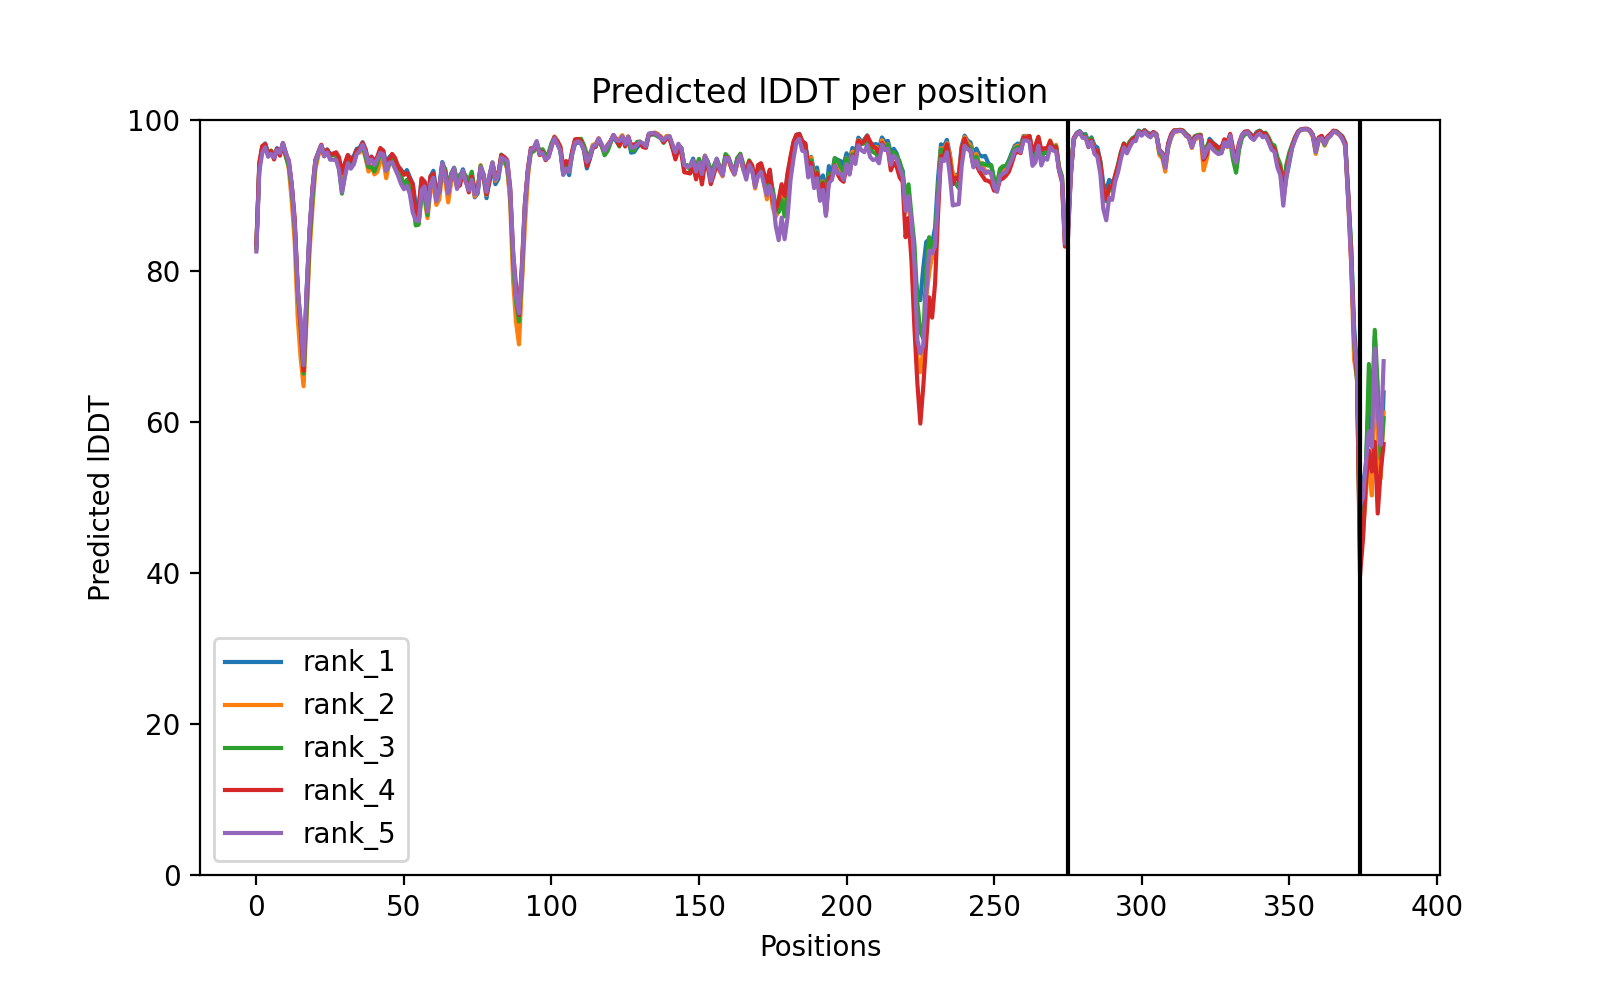 Predicted lDDT per position
100
80
60
40
20
0
Predicted lDDT
rank_1
rank_2
rank_3
rank_4
rank_5
0 50 100 150 200 250 300 350 400
Positions